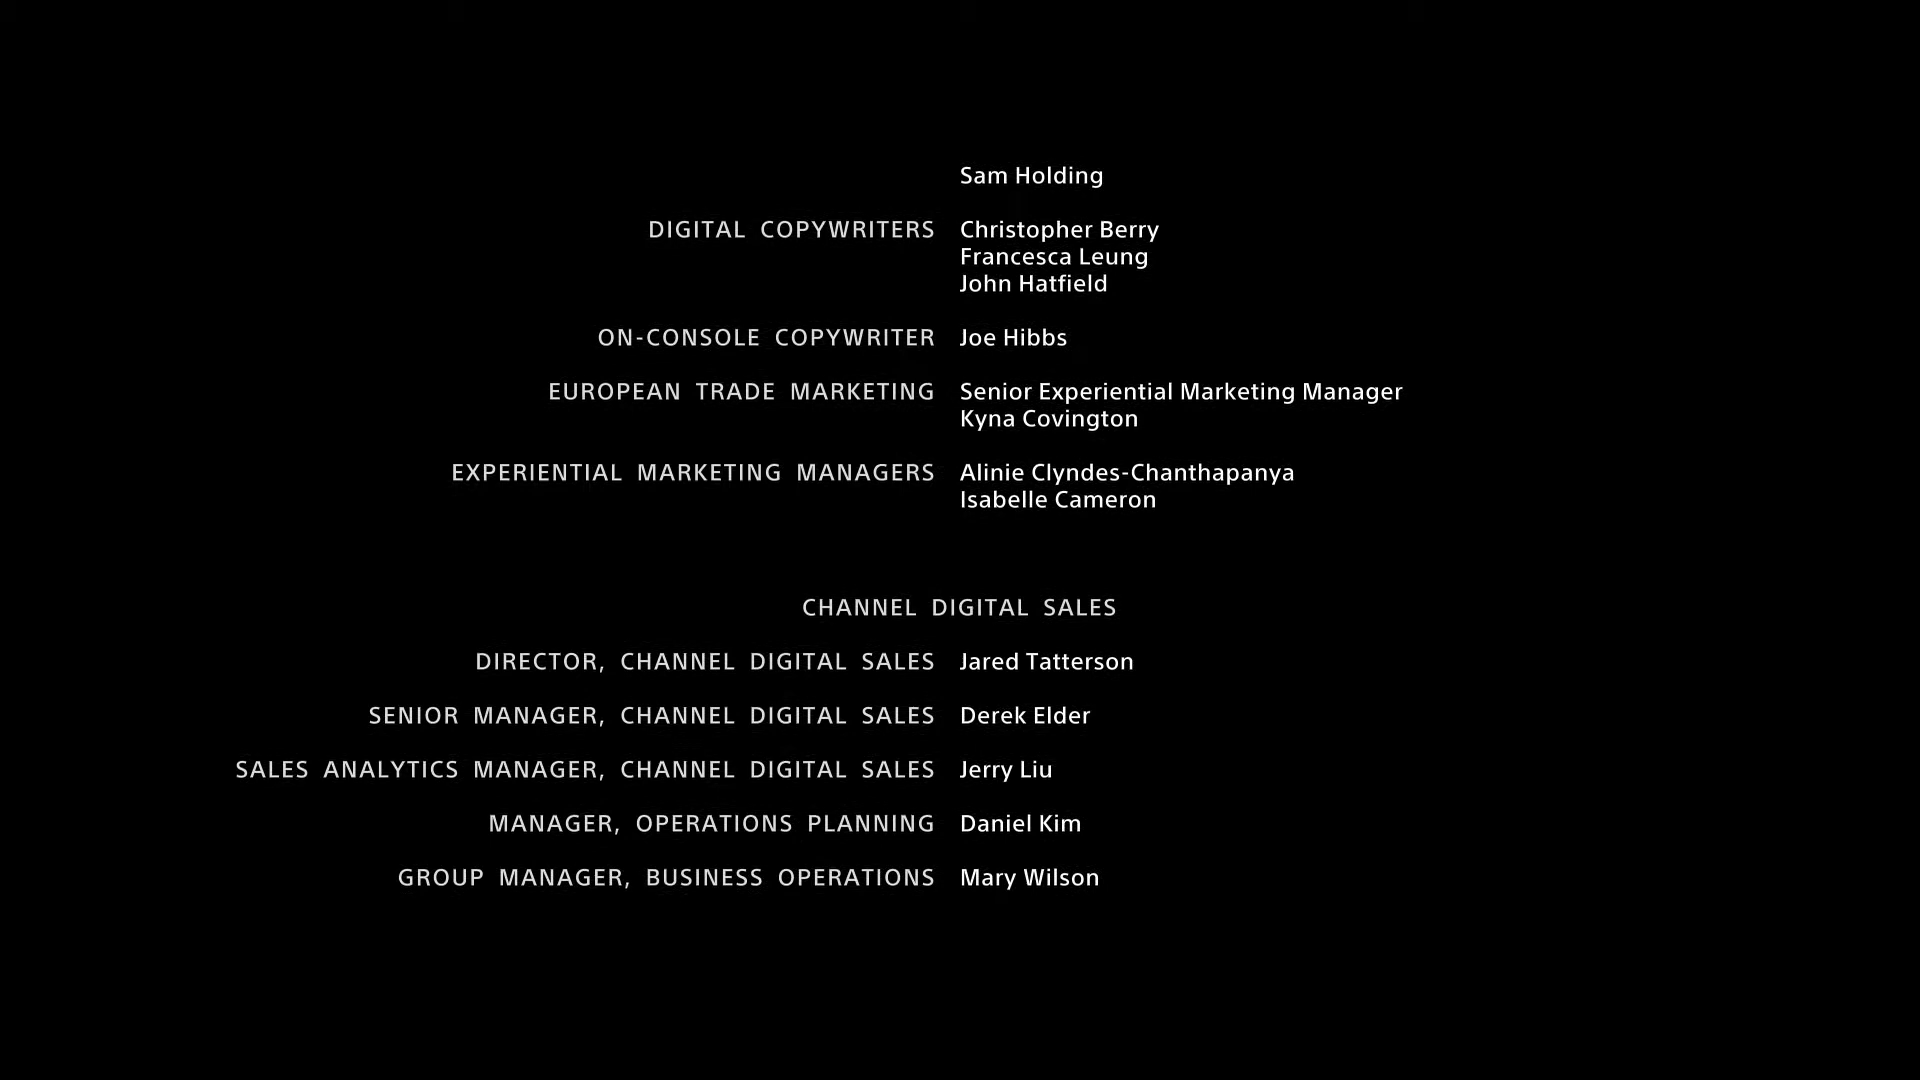 Sam Holding
DIGITAL COPYWRITERS Christopher Berry
Francesca Leung
John Hatfield
ON-CONSOLE COPYWRITER Joe Hibbs
EUROPEAN TRADE MARKETING Senior Experiential Marketing Manager
Kyna Covington
EXPERIENTIAL MARKETING MANAGERS Alinie Clyndes-Chanthapanya
Isabelle Cameron
CHANNEL DIGITAL SALES
DIRECTOR, CHANNEL DIGITAL SALES Jared Tatterson
SENIOR MANAGER, CHANNEL DIGITAL SALES Derek Elder
SALES ANALYTICS MANAGER, CHANNEL DIGITAL SALES Jerry Liu
MANAGER, OPERATIONS PLANNING Daniel Kim
GROUP MANAGER, BUSINESS OPERATIONS Mary Wilson